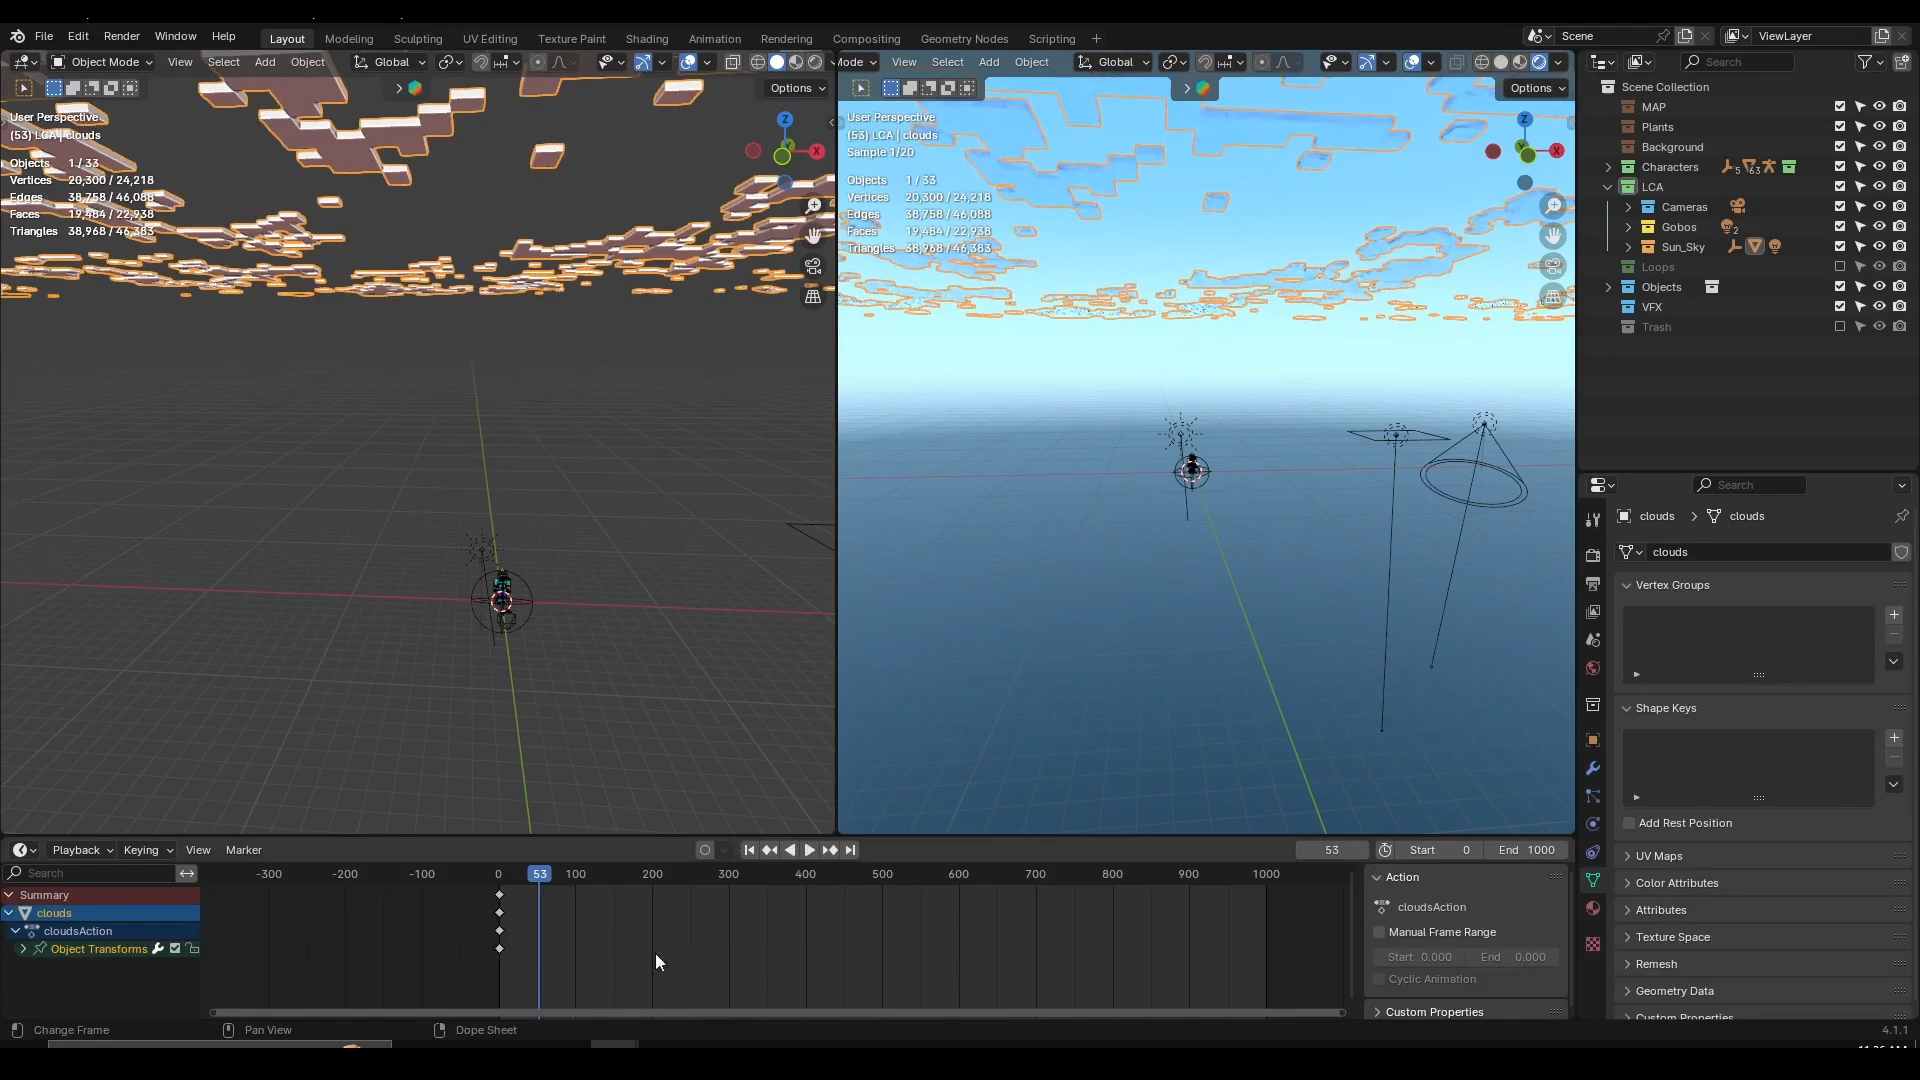 File Edit Render Window Help
Layout Modeling Sculpting UV Editing Texture Paint Shading Animation Rendering Compositing Geometry Nodes Scripting
Scene
ViewLayer
Object Mode View Select Add Object
Global
Mode View Select Add Object
Global
Search
Options
User Perspective
(53) LCA | clouds
Objects 1 / 33
Vertices 20,300 / 24,218
Edges 38,758 / 46,088
Faces 19,484 / 22,938
Triangles 38,968 / 46,383
X
Z
Options
User Perspective
(53) LCA | clouds
Sample 1/20
Objects 1 / 33
Vertices 20,300 / 24,218
Edges 38,758 / 46,088
Faces 19,484 / 22,938
Triangles 38,968 / 46,383
X
Z
Scene Collection
MAP
Plants
Background
Characters 5 63
LCA
Cameras
Gobos 2
Sun_Sky
Loops
Objects
VFX
Trash
Search
clouds clouds
clouds
Vertex Groups
Shape Keys
Add Rest Position
UV Maps
Color Attributes
Attributes
Texture Space
Remesh
Geometry Data
Custom Properties
Playback Keying View Marker
53
Start 0
End 1000
Search
-300 -200 -100 0 53 100 200 300 400 500 600 700 800 900 1000
Summary
clouds
cloudsAction
Object Transforms
Action
cloudsAction
Manual Frame Range
Start 0.000 End 0.000
Cyclic Animation
Custom Properties
Change Frame
Pan View
Dope Sheet
4.1.1